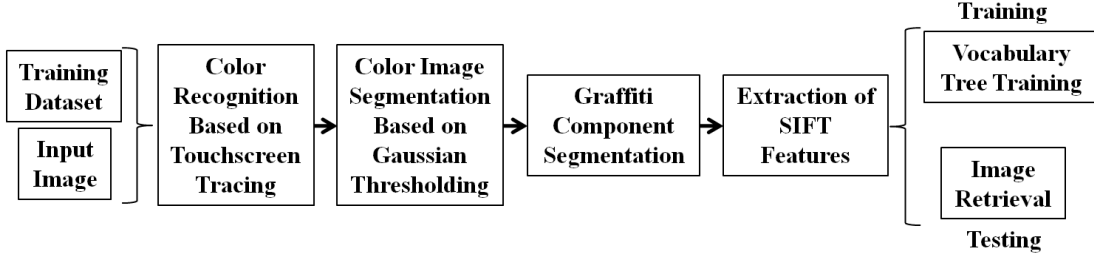 Training
Dataset
Input
Image
Color
Recognition
Based on
Touchscreen
Tracing
Color Image
Segmentation
Based on
Gaussian
Thresholding
Graffiti
Component
Segmentation
Extraction of
SIFT
Features
Training
Vocabulary
Tree Training
Image
Retrieval
Testing